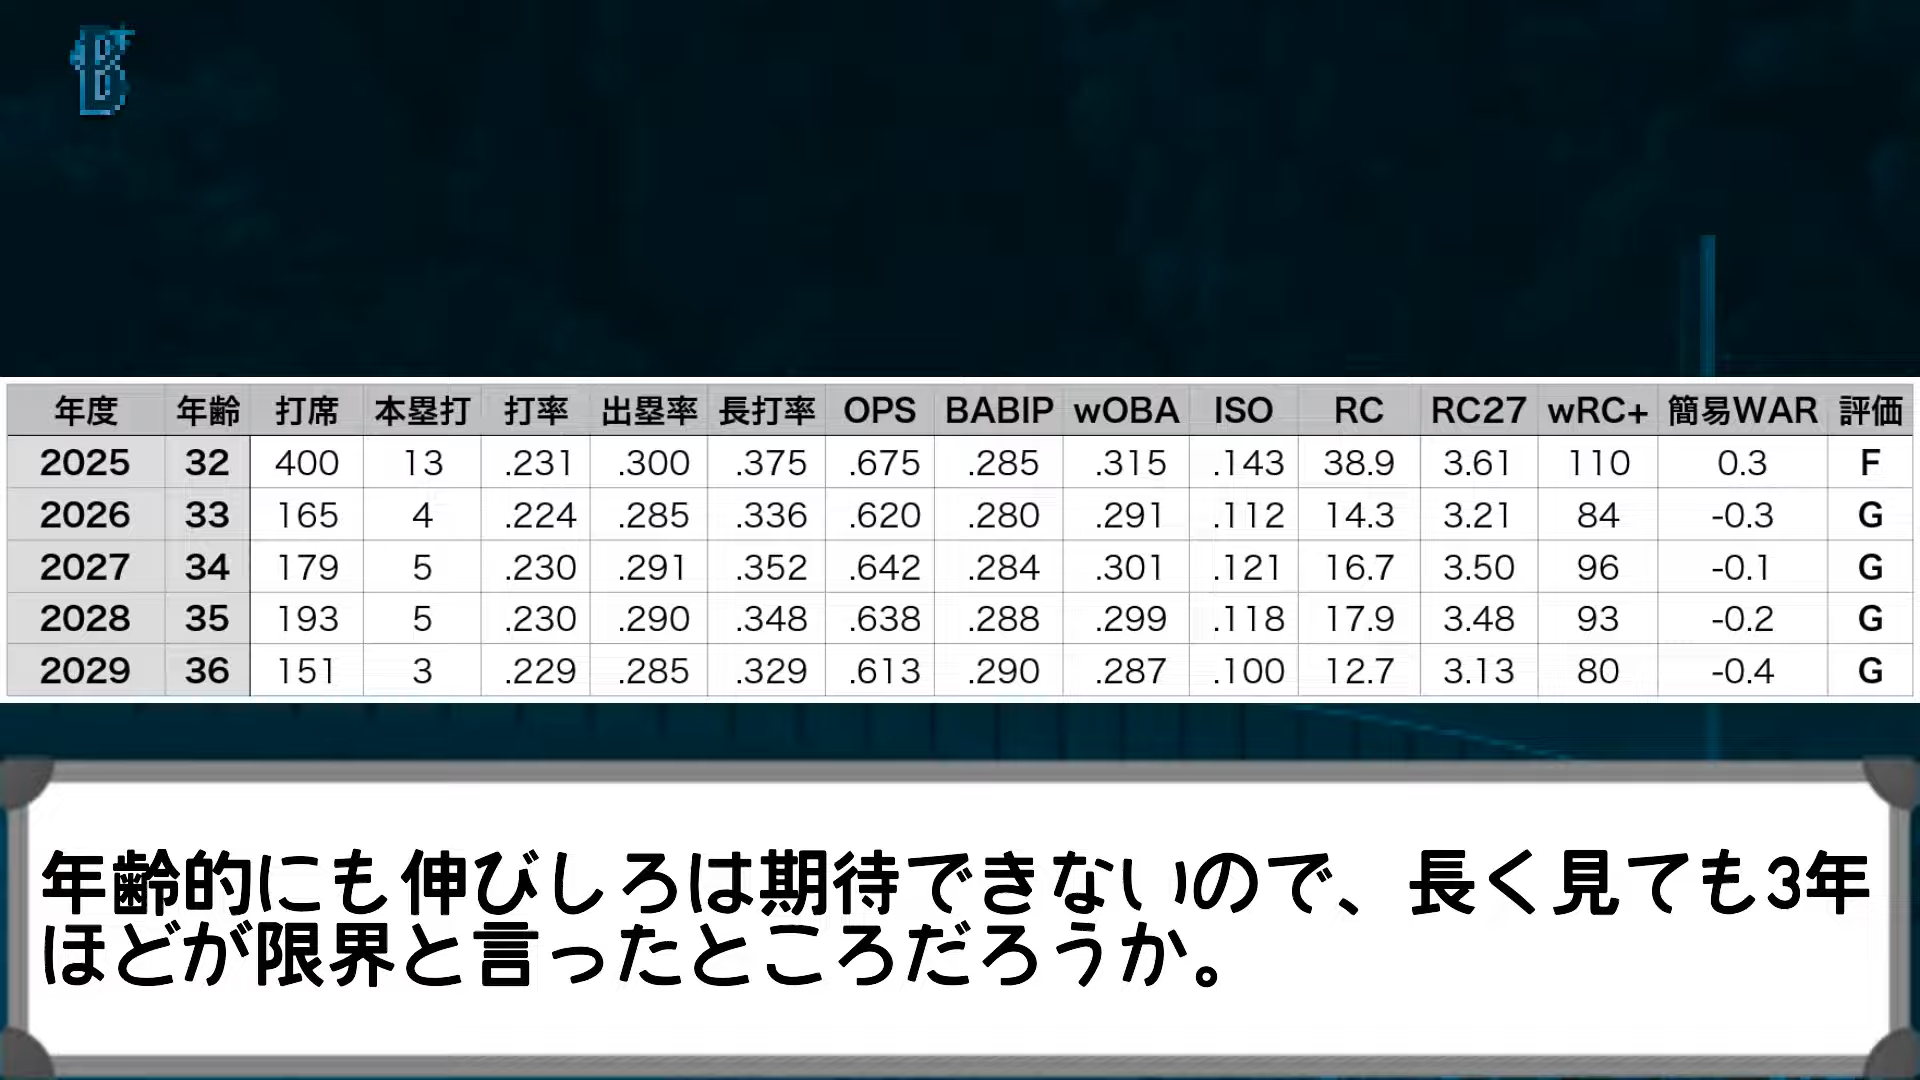 年度 年齢 打席 本塁打 打率 出塁率 長打率 OPS BABIP wOBA ISO RC RC27 wRC+ 簡易WAR 評価
2025 32 400 13 .231 .300 .375 .675 .285 .315 .143 38.9 3.61 110 0.3 F
2026 33 165 4 .224 .285 .336 .620 .280 .291 .112 14.3 3.21 84 -0.3 G
2027 34 179 5 .230 .291 .352 .642 .284 .301 .121 16.7 3.50 96 -0.1 G
2028 35 193 5 .230 .290 .348 .638 .288 .299 .118 17.9 3.48 93 -0.2 G
2029 36 151 3 .229 .285 .329 .613 .290 .287 .100 12.7 3.13 80 -0.4 G
年齢的にも伸びしろは期待できないので、長く見ても3年
ほどが限界と言ったところだろうか。